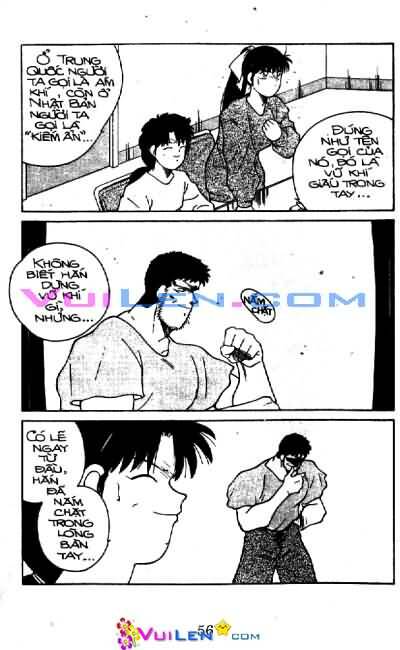 Ở TRUNG
QUỐC NGƯỜI
TA GỌI LÀ ÁM
KHÍ, CÒN Ở
NHẬT BẢN
NGƯỜI TA
GỌI LÀ
"KIẾM ẨN"...
ĐÚNG
NHƯ TÊN
GỌI CỦA
NÓ, ĐÓ LÀ
VŨ KHÍ
GIẤU TRONG
TAY...
KHÔNG
BIẾT HẮN
DÙNG
VŨ KHÍ
GÌ,
NHƯNG...
NẮM
CHẶT
VUILEN.COM
CÓ LẼ
NGAY
TỪ
ĐẦU,
HẮN
ĐÃ
NẮM
CHẶT
TRONG
LÒNG
BÀN
TAY...
56
VUILEN.COM